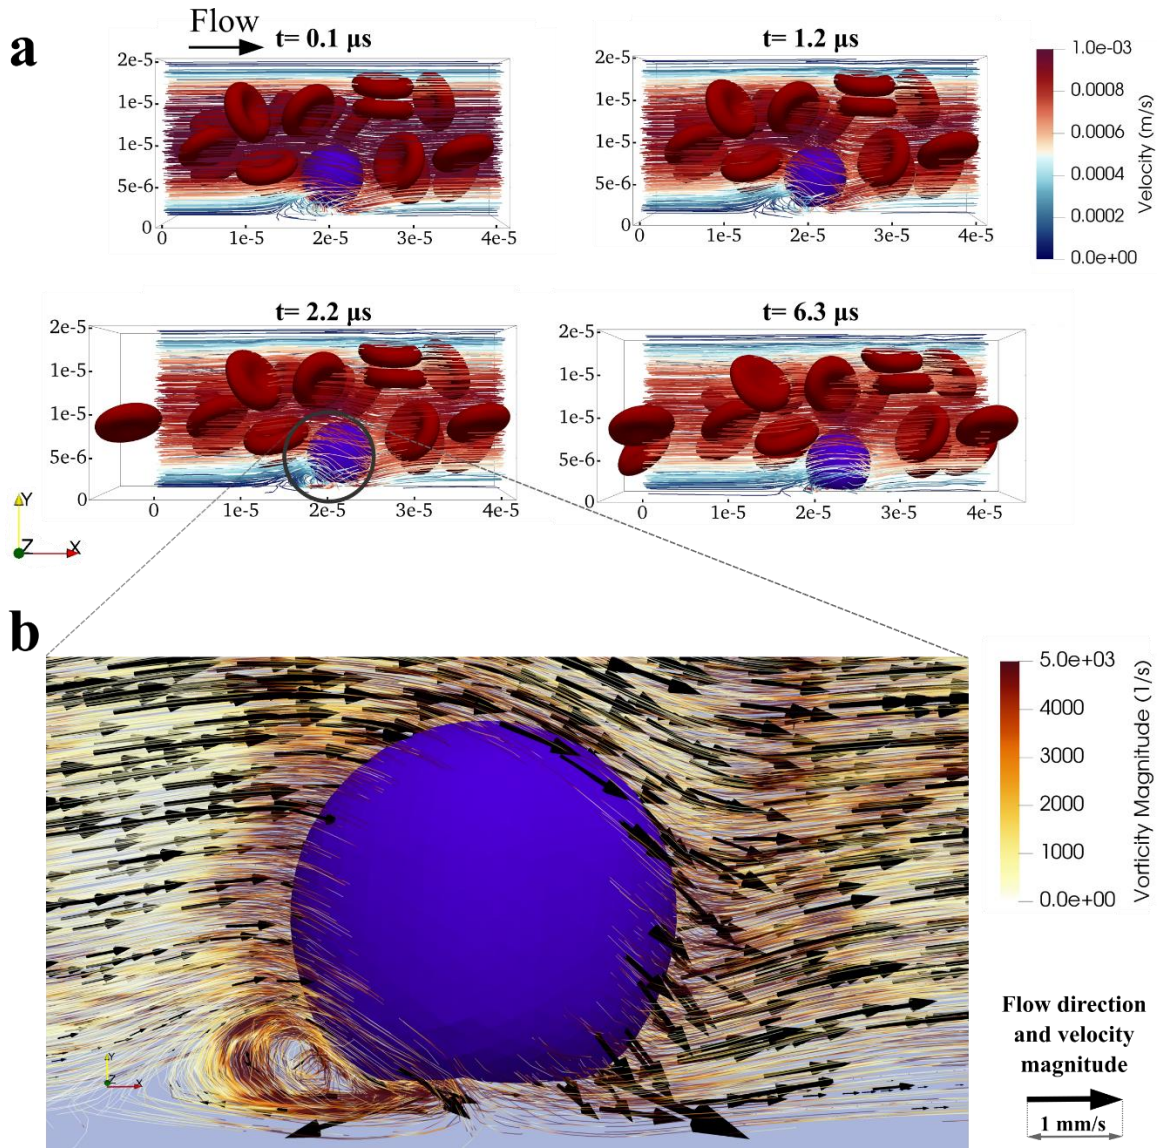 a
Flow
t= 0.1 µs
t= 1.2 µs
2e-5
1e-5
1e-5
5e-6
0
0
1e-5
2e-5
3e-5
4e-5
2e-5
1e-5
1e-5
5e-6
0
0
1e-5
2e-5
3e-5
4e-5
1.0e-03
0.0008
0.0006
0.0004
0.0002
0.0e+00
Velocity (m/s)
t= 2.2 µs
t= 6.3 µs
2e-5
1e-5
1e-5
5e-6
0
0
1e-5
2e-5
3e-5
4e-5
2e-5
1e-5
1e-5
5e-6
0
0
1e-5
2e-5
3e-5
4e-5
Y
Z
X
b
5.0e+03
4000
3000
2000
1000
0.0e+00
Vorticity Magnitude (1/s)
Y
Z
X
Flow direction
and velocity
magnitude
1 mm/s